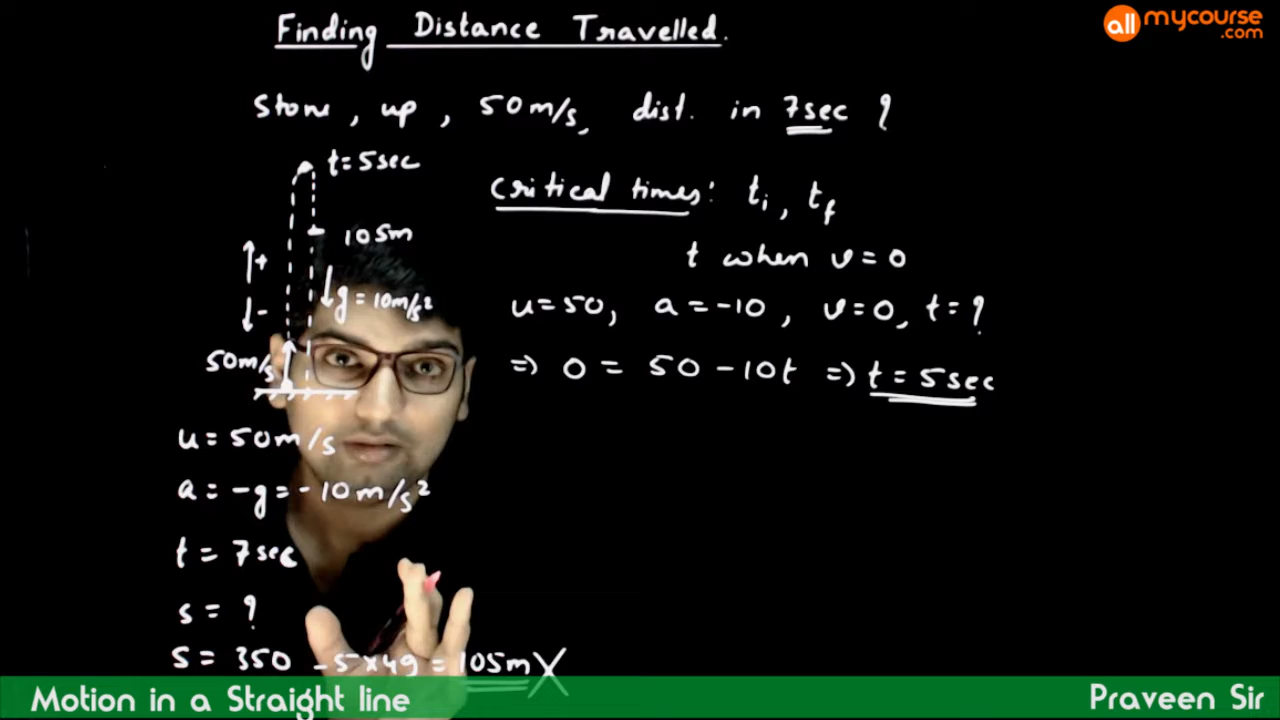 all mycourse
.com
Finding Distance Travelled.
Stone, up, 50m/s, dist. in 7sec ?
t=5sec
105m
+
-
g=10m/s²
50m/s
u=50m/s
a=-g=-10m/s²
t=7sec
s=?
s=350-5x49=105m X
critical times: ti, tf
t when v=0
u=50, a=-10, v=0, t=?
=> 0=50-10t => t=5sec
Motion in a Straight line
Praveen Sir